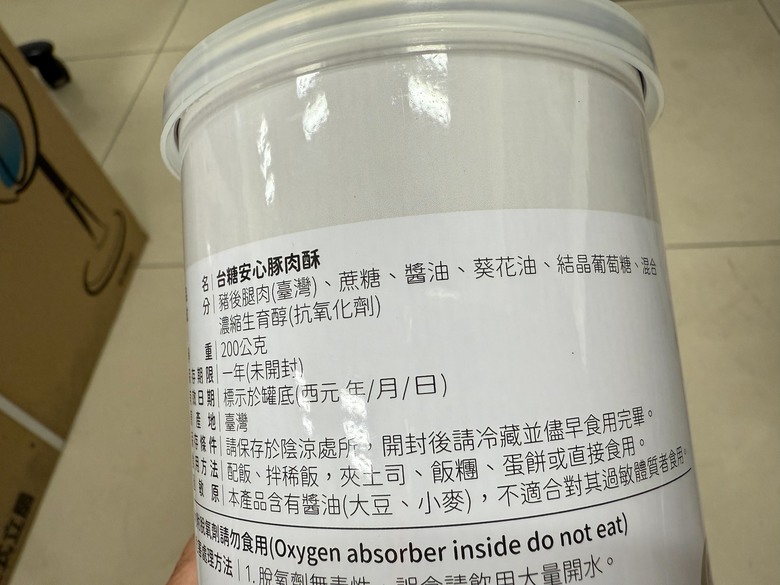 名 台糖安心豚肉酥
分 豬後腿肉(臺灣)、蔗糖、醬油、葵花油、結晶葡萄糖、混合
濃縮生育醇(抗氧化劑)
重 200公克
期限 一年(未開封)
日期 標示於罐底(西元 年/月/日)
產地 臺灣
存條件 請保存於陰涼處所，開封後請冷藏並儘早食用完畢。
用方法 配飯、拌稀飯，夾土司、飯糰、蛋餅或直接食用。
敏原 本產品含有醬油(大豆、小麥)，不適合對其過敏體質者食用。
脫氧劑請勿食用(Oxygen absorber inside do not eat)
處理方法 1. 脫氧劑無毒性，誤食請飲用大量開水。